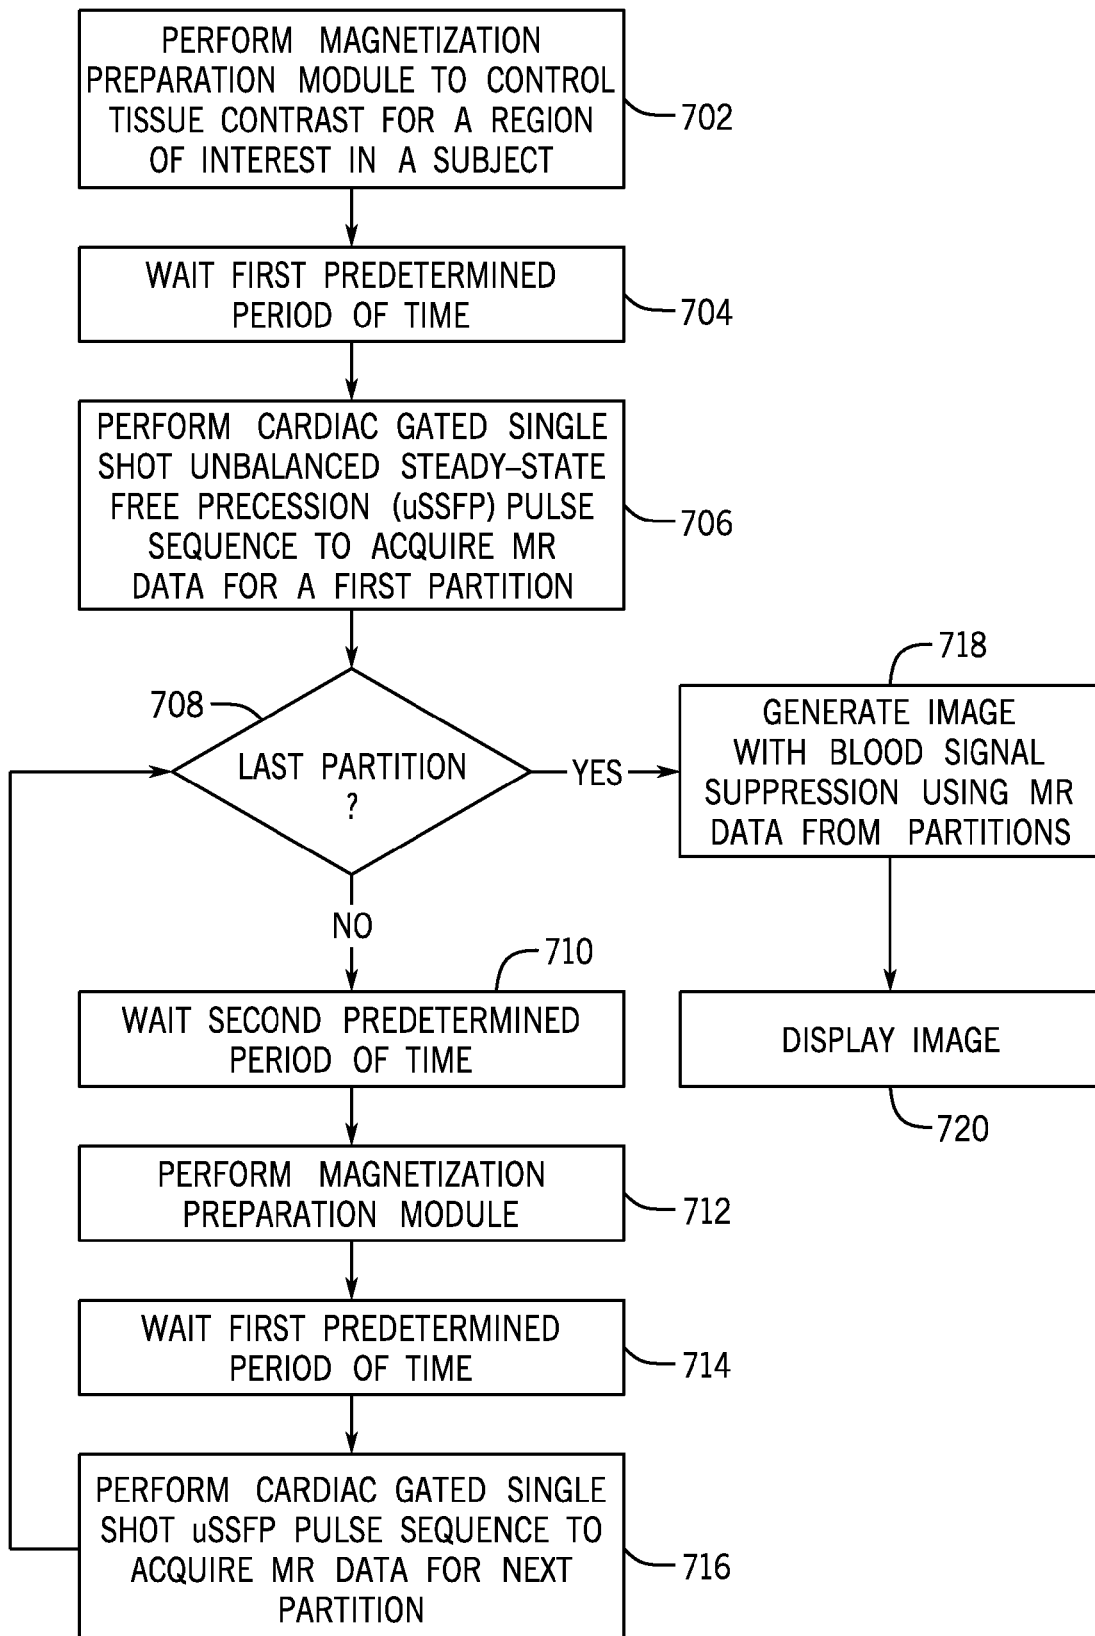 PERFORM MAGNETIZATION
PREPARATION MODULE TO CONTROL
TISSUE CONTRAST FOR A REGION
OF INTEREST IN A SUBJECT
702
WAIT FIRST PREDETERMINED
PERIOD OF TIME
704
PERFORM CARDIAC GATED SINGLE
SHOT UNBALANCED STEADY-STATE
FREE PRECESSION (uSSFP) PULSE
SEQUENCE TO ACQUIRE MR
DATA FOR A FIRST PARTITION
706
708
LAST PARTITION
?
YES
718
GENERATE IMAGE
WITH BLOOD SIGNAL
SUPPRESSION USING MR
DATA FROM PARTITIONS
NO
710
WAIT SECOND PREDETERMINED
PERIOD OF TIME
DISPLAY IMAGE
720
PERFORM MAGNETIZATION
PREPARATION MODULE
712
WAIT FIRST PREDETERMINED
PERIOD OF TIME
714
PERFORM CARDIAC GATED SINGLE
SHOT uSSFP PULSE SEQUENCE TO
ACQUIRE MR DATA FOR NEXT
PARTITION
716